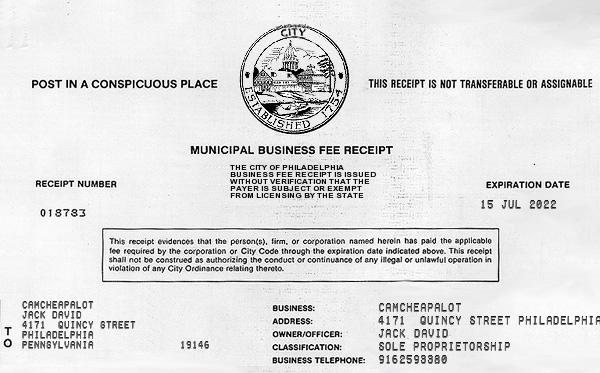 CITY
ESTABLISHED 1754
POST IN A CONSPICUOUS PLACE
THIS RECEIPT IS NOT TRANSFERABLE OR ASSIGNABLE
MUNICIPAL BUSINESS FEE RECEIPT
THE CITY OF PHILADELPHIA
BUSINESS FEE RECEIPT IS ISSUED
WITHOUT VERIFICATION THAT THE
PAYER IS SUBJECT OR EXEMPT
FROM LICENSING BY THE STATE
RECEIPT NUMBER
018783
EXPIRATION DATE
15 JUL 2022
This receipt evidences that the person(s), firm, or corporation named herein has paid the applicable
fee required by the corporation or City Code through the expiration date indicated above. This receipt
shall not be construed as authorizing the conduct or continuance of any illegal or unlawful operation in
violation of any City Ordinance relating thereto.
TO
CAMCHEAPALOT
JACK DAVID
4171 QUINCY STREET
PHILADELPHIA
PENNSYLVANIA 19146
BUSINESS: CAMCHEAPALOT
ADDRESS: 4171 QUINCY STREET PHILADELPHIA
OWNER/OFFICER: JACK DAVID
CLASSIFICATION: SOLE PROPRIETORSHIP
BUSINESS TELEPHONE: 9162593380